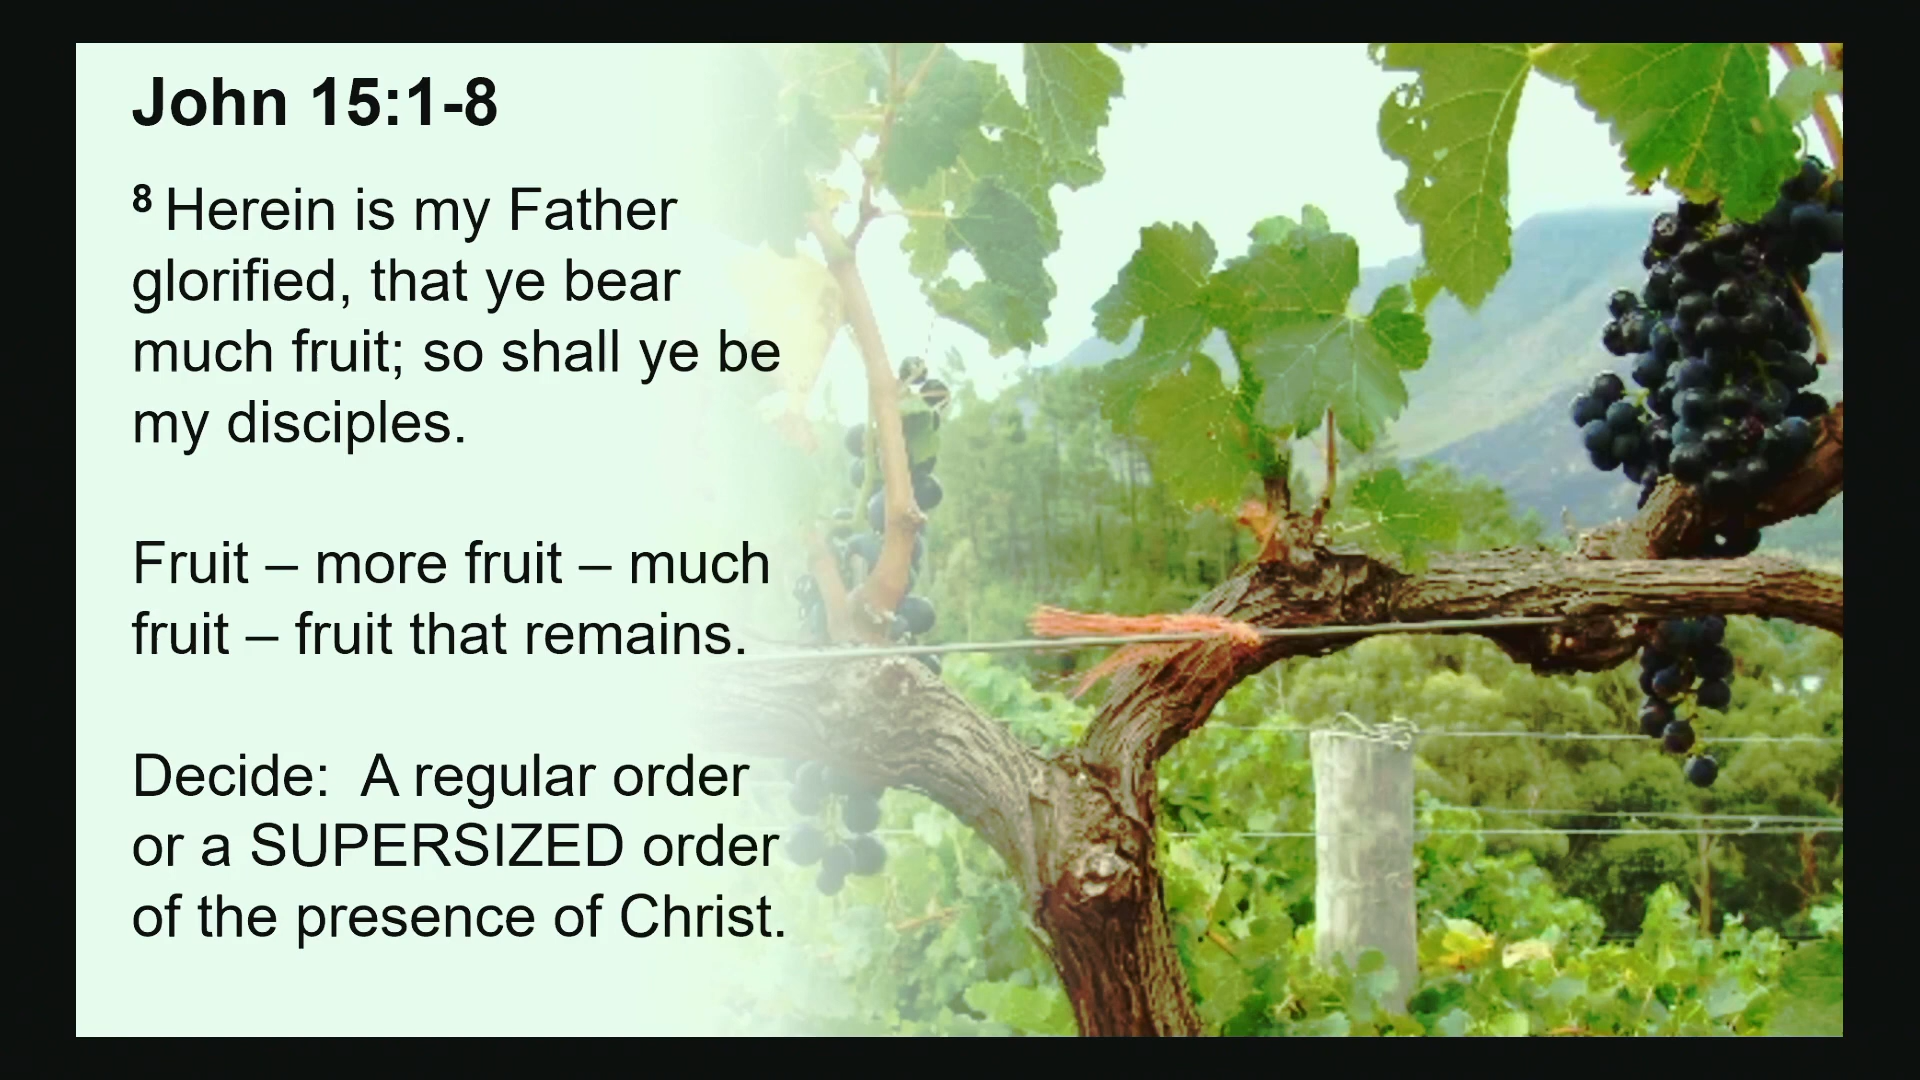 John 15:1-8
8 Herein is my Father
glorified, that ye bear
much fruit; so shall ye be
my disciples.
Fruit – more fruit – much
fruit – fruit that remains.
Decide:  A regular order
or a SUPERSIZED order
of the presence of Christ.